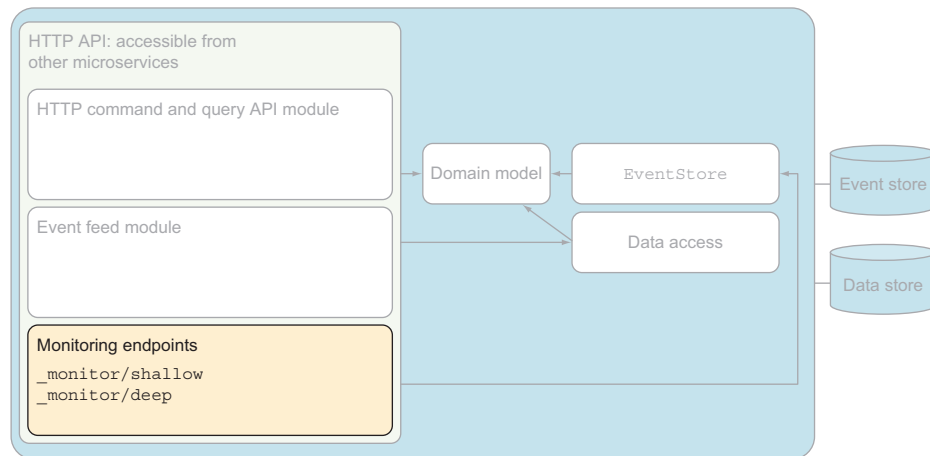 HTTP API: accessible from
other microservices
HTTP command and query API module
Domain model
EventStore
Event store
Event feed module
Data access
Data store
Monitoring endpoints
_monitor/shallow
_monitor/deep